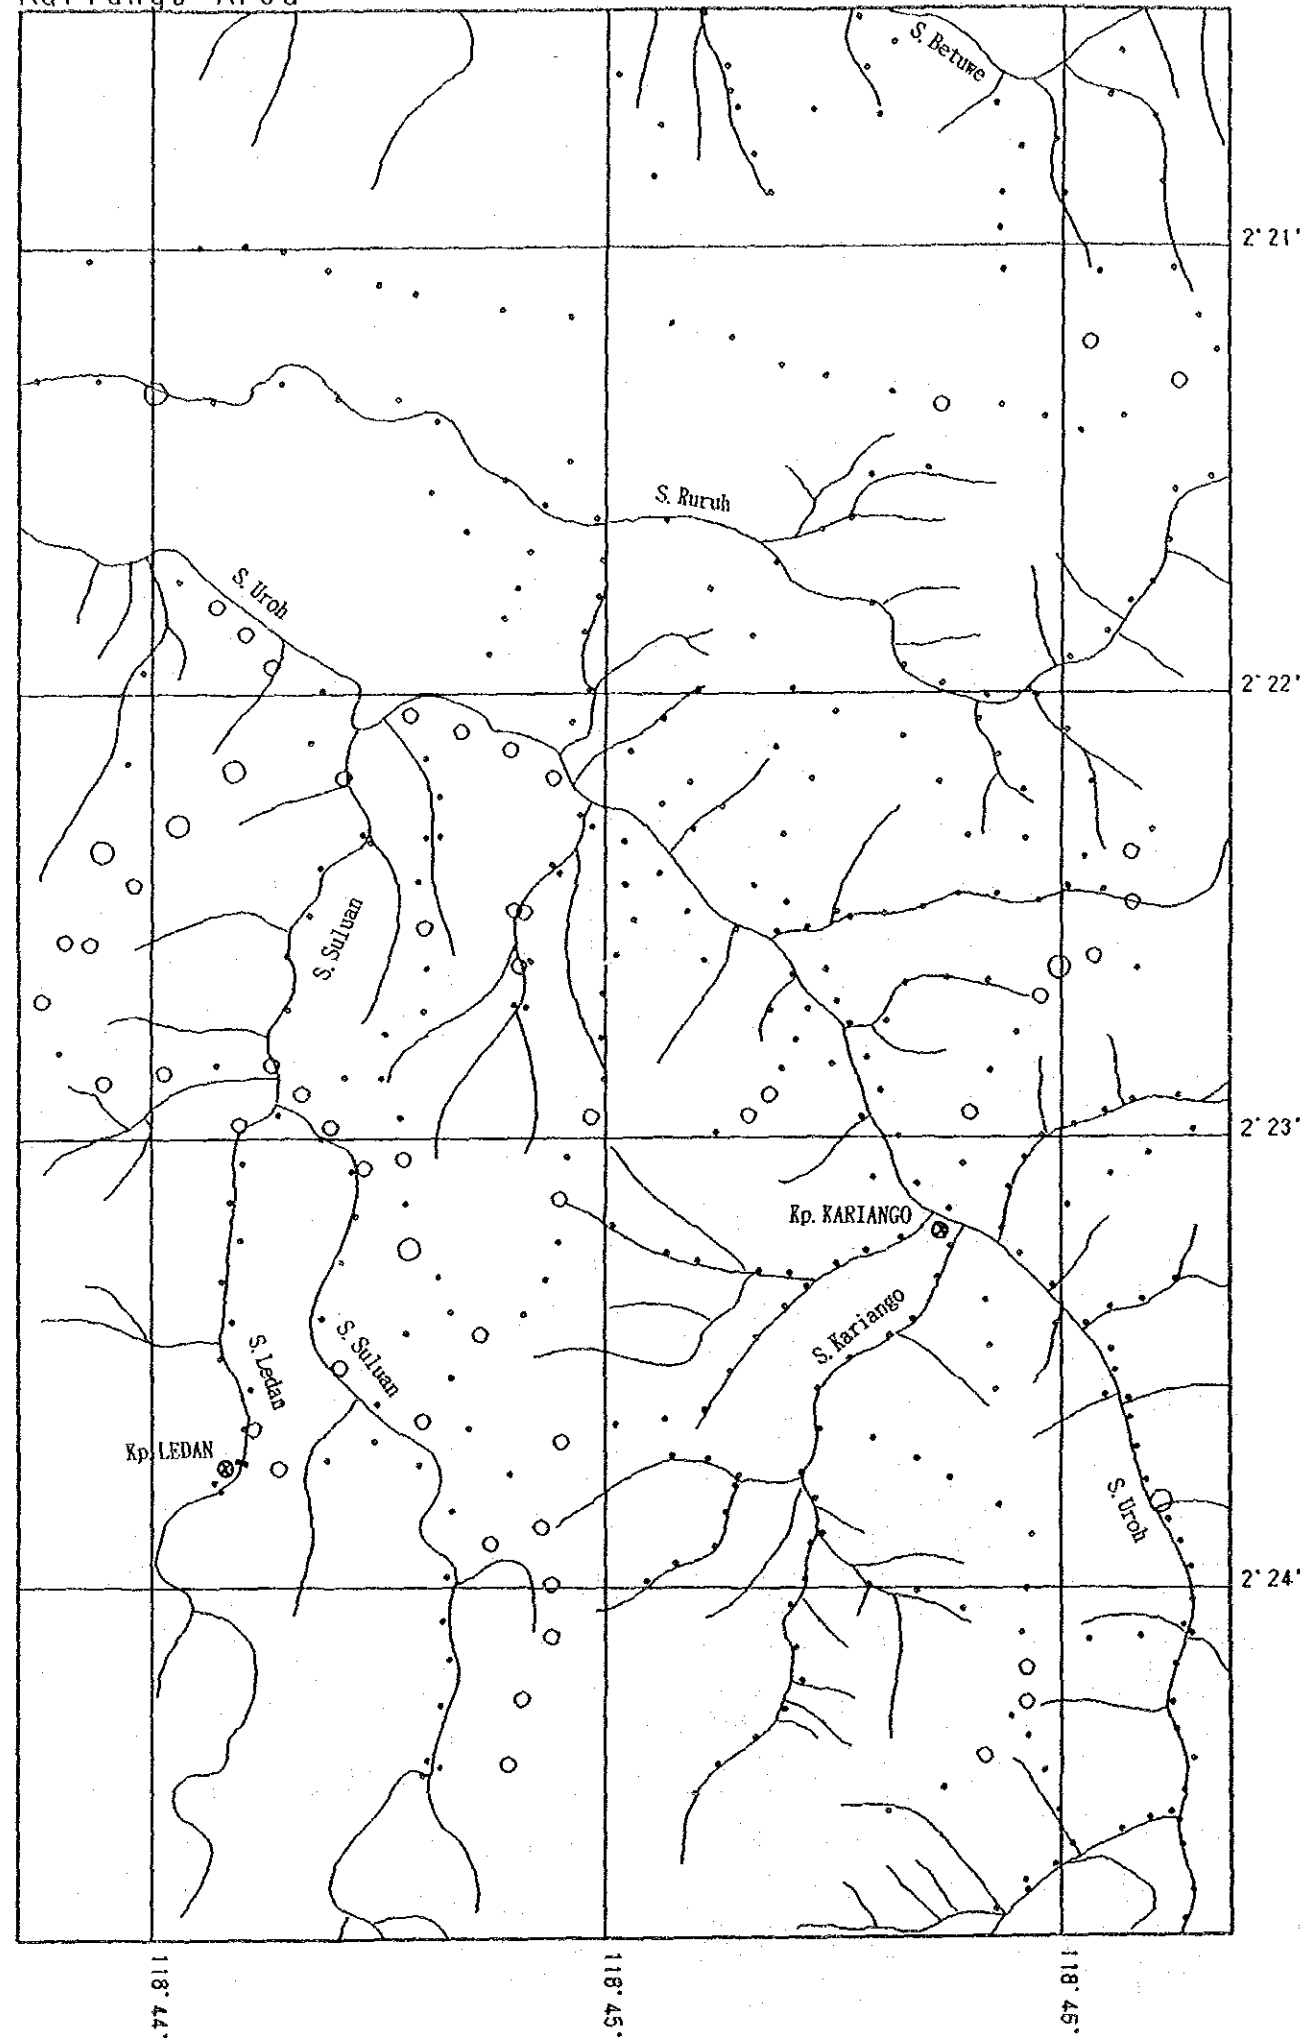 S. Betuwe
2°21'
S. Ruruh
S. Uroh
2°22'
S. Suluan
2°23'
Kp. KARIANGO
S. Kariango
S. Ledan
S. Suluan
Kp. LEDAN
S. Uroh
2°24'
118°44'
118°45'
118°46'